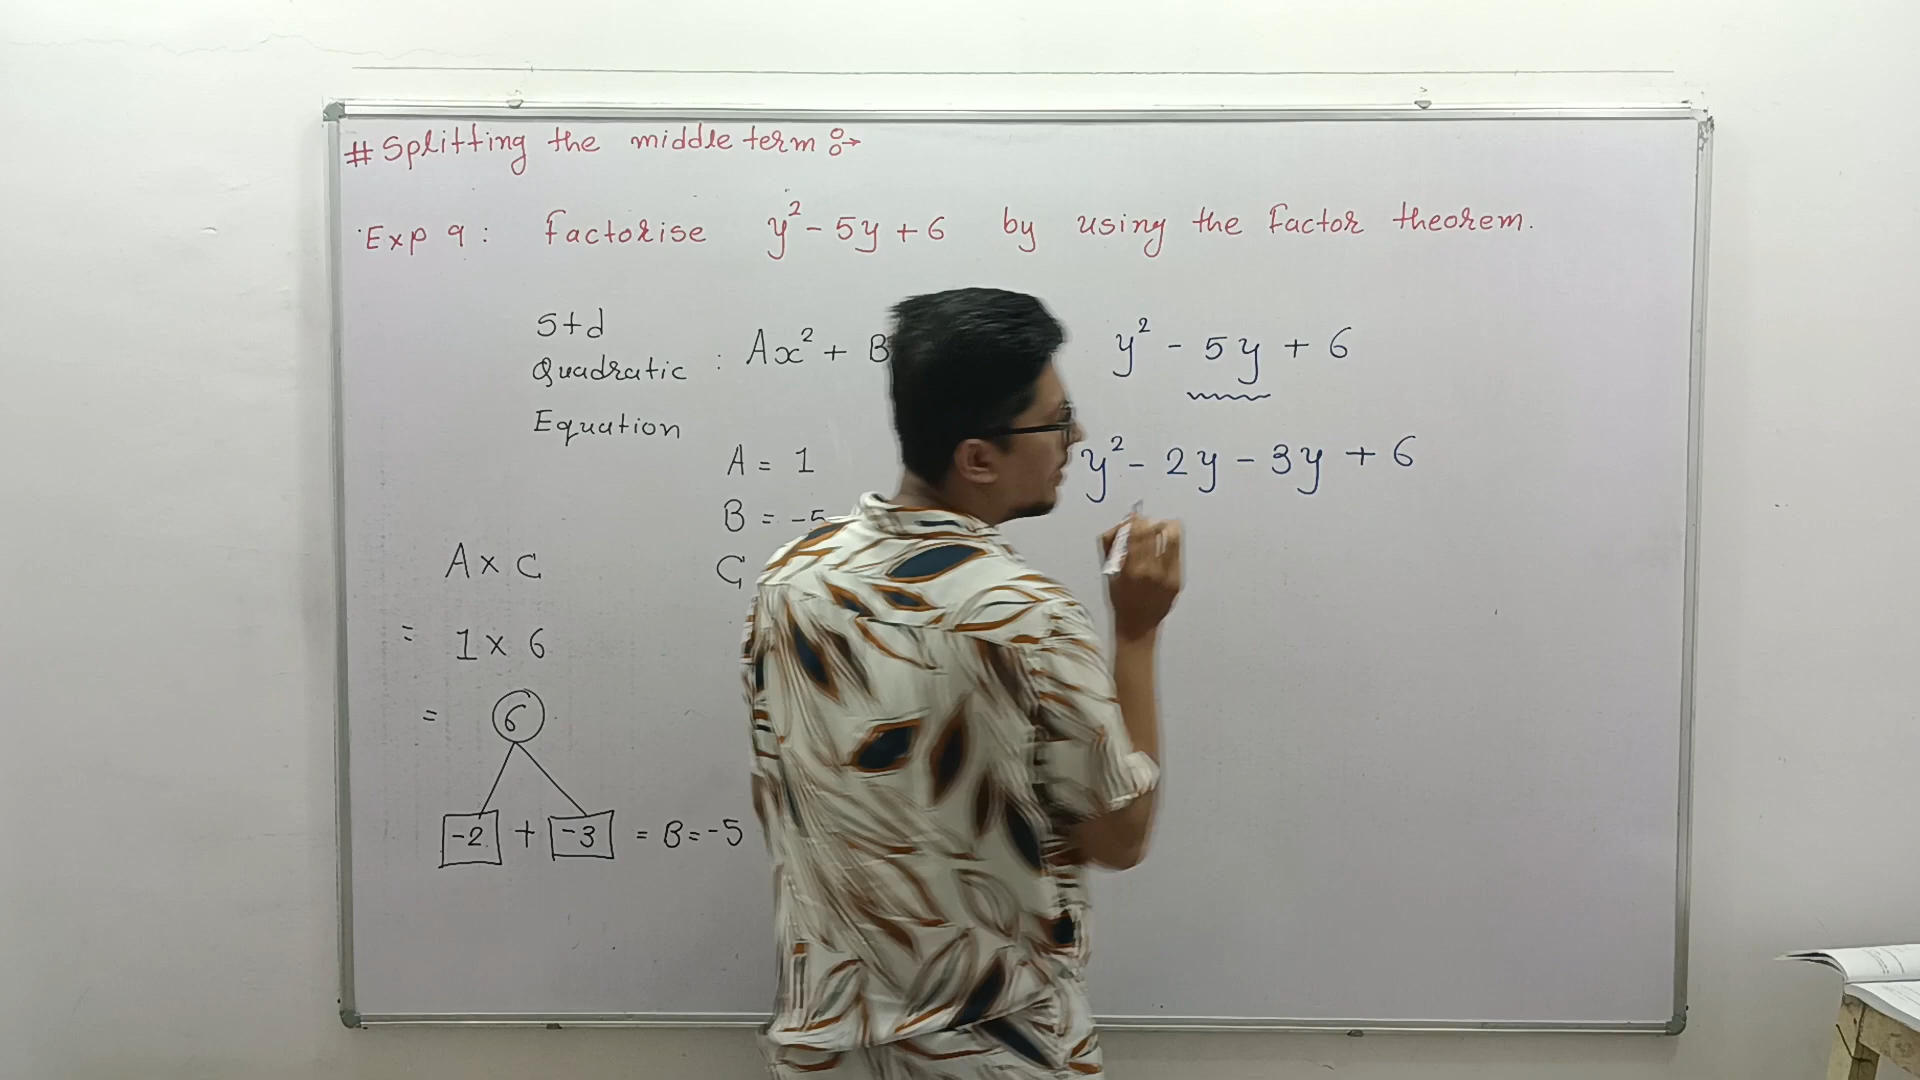 # Splitting the middle term :→
Exp 9 : Factorise y² - 5y + 6 by using the Factor theorem.
Std
Quadratic : Ax² + B
Equation
A = 1
B = -5
C
A × C
= 1 × 6
= 6
-2 + -3 = B = -5
y² - 5y + 6
y² - 2y - 3y + 6